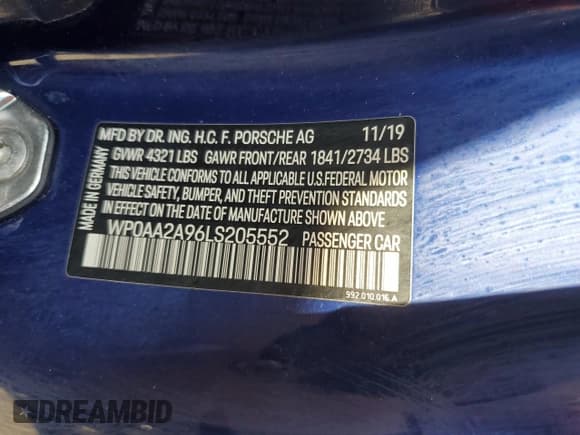 MFD BY DR. ING. H.C. F. PORSCHE AG 11/19
GVWR 4321 LBS GAWR FRONT/REAR 1841/2734 LBS
THIS VEHICLE CONFORMS TO ALL APPLICABLE U.S.FEDERAL MOTOR
VEHICLE SAFETY, BUMPER, AND THEFT PREVENTION STANDARDS
IN EFFECT ON THE DATE OF MANUFACTURE SHOWN ABOVE
WP0AA2A96LS205552 PASSENGER CAR
992.010.016.A
MADE IN GERMANY
DREAMBID